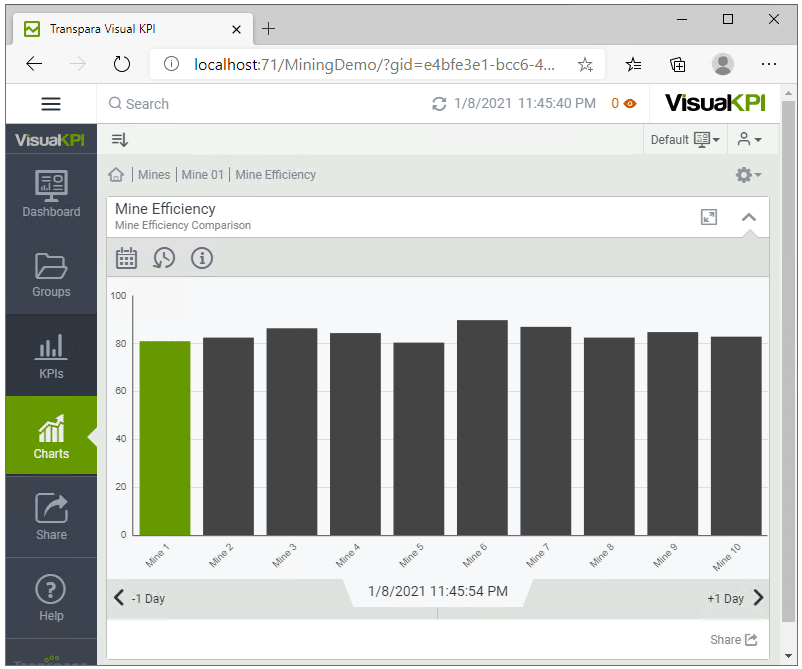 Transpara Visual KPI
localhost:71/MiningDemo/?gid=e4bfe3e1-bcc6-4...
Search
1/8/2021 11:45:40 PM
0
VisualKPI
VisualKPI
Default
Dashboard
Groups
KPIs
Charts
Share
Help
Transpara
Mines | Mine 01 | Mine Efficiency
Mine Efficiency
Mine Efficiency Comparison
100
80
60
40
20
0
Mine 1
Mine 2
Mine 3
Mine 4
Mine 5
Mine 6
Mine 7
Mine 8
Mine 9
Mine 10
-1 Day
1/8/2021 11:45:54 PM
+1 Day
Share